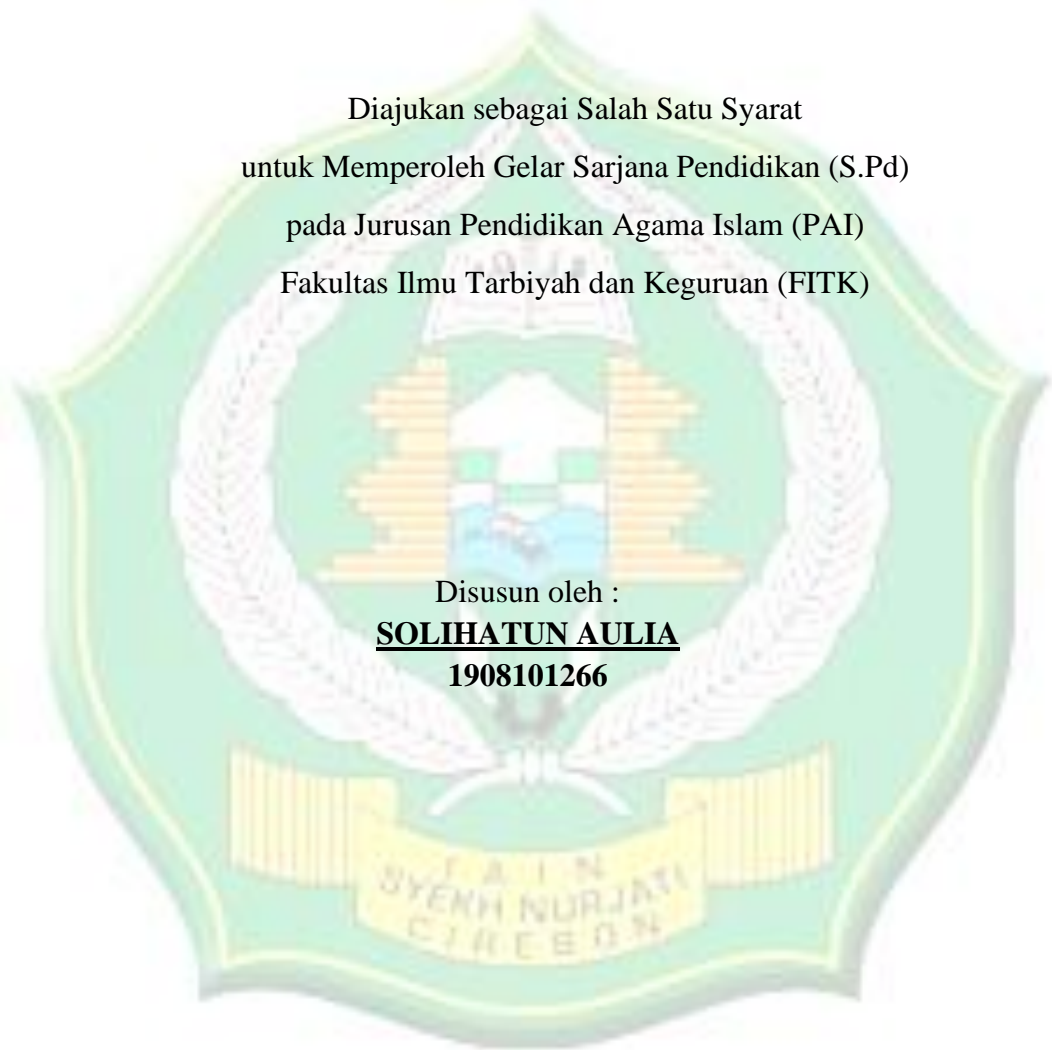 Diajukan sebagai Salah Satu Syarat
untuk Memperoleh Gelar Sarjana Pendidikan (S.Pd)
pada Jurusan Pendidikan Agama Islam (PAI)
Fakultas Ilmu Tarbiyah dan Keguruan (FITK)
Disusun oleh :
SOLIHATUN AULIA
1908101266
IAIN
SYEKH NURJATI
CIREBON